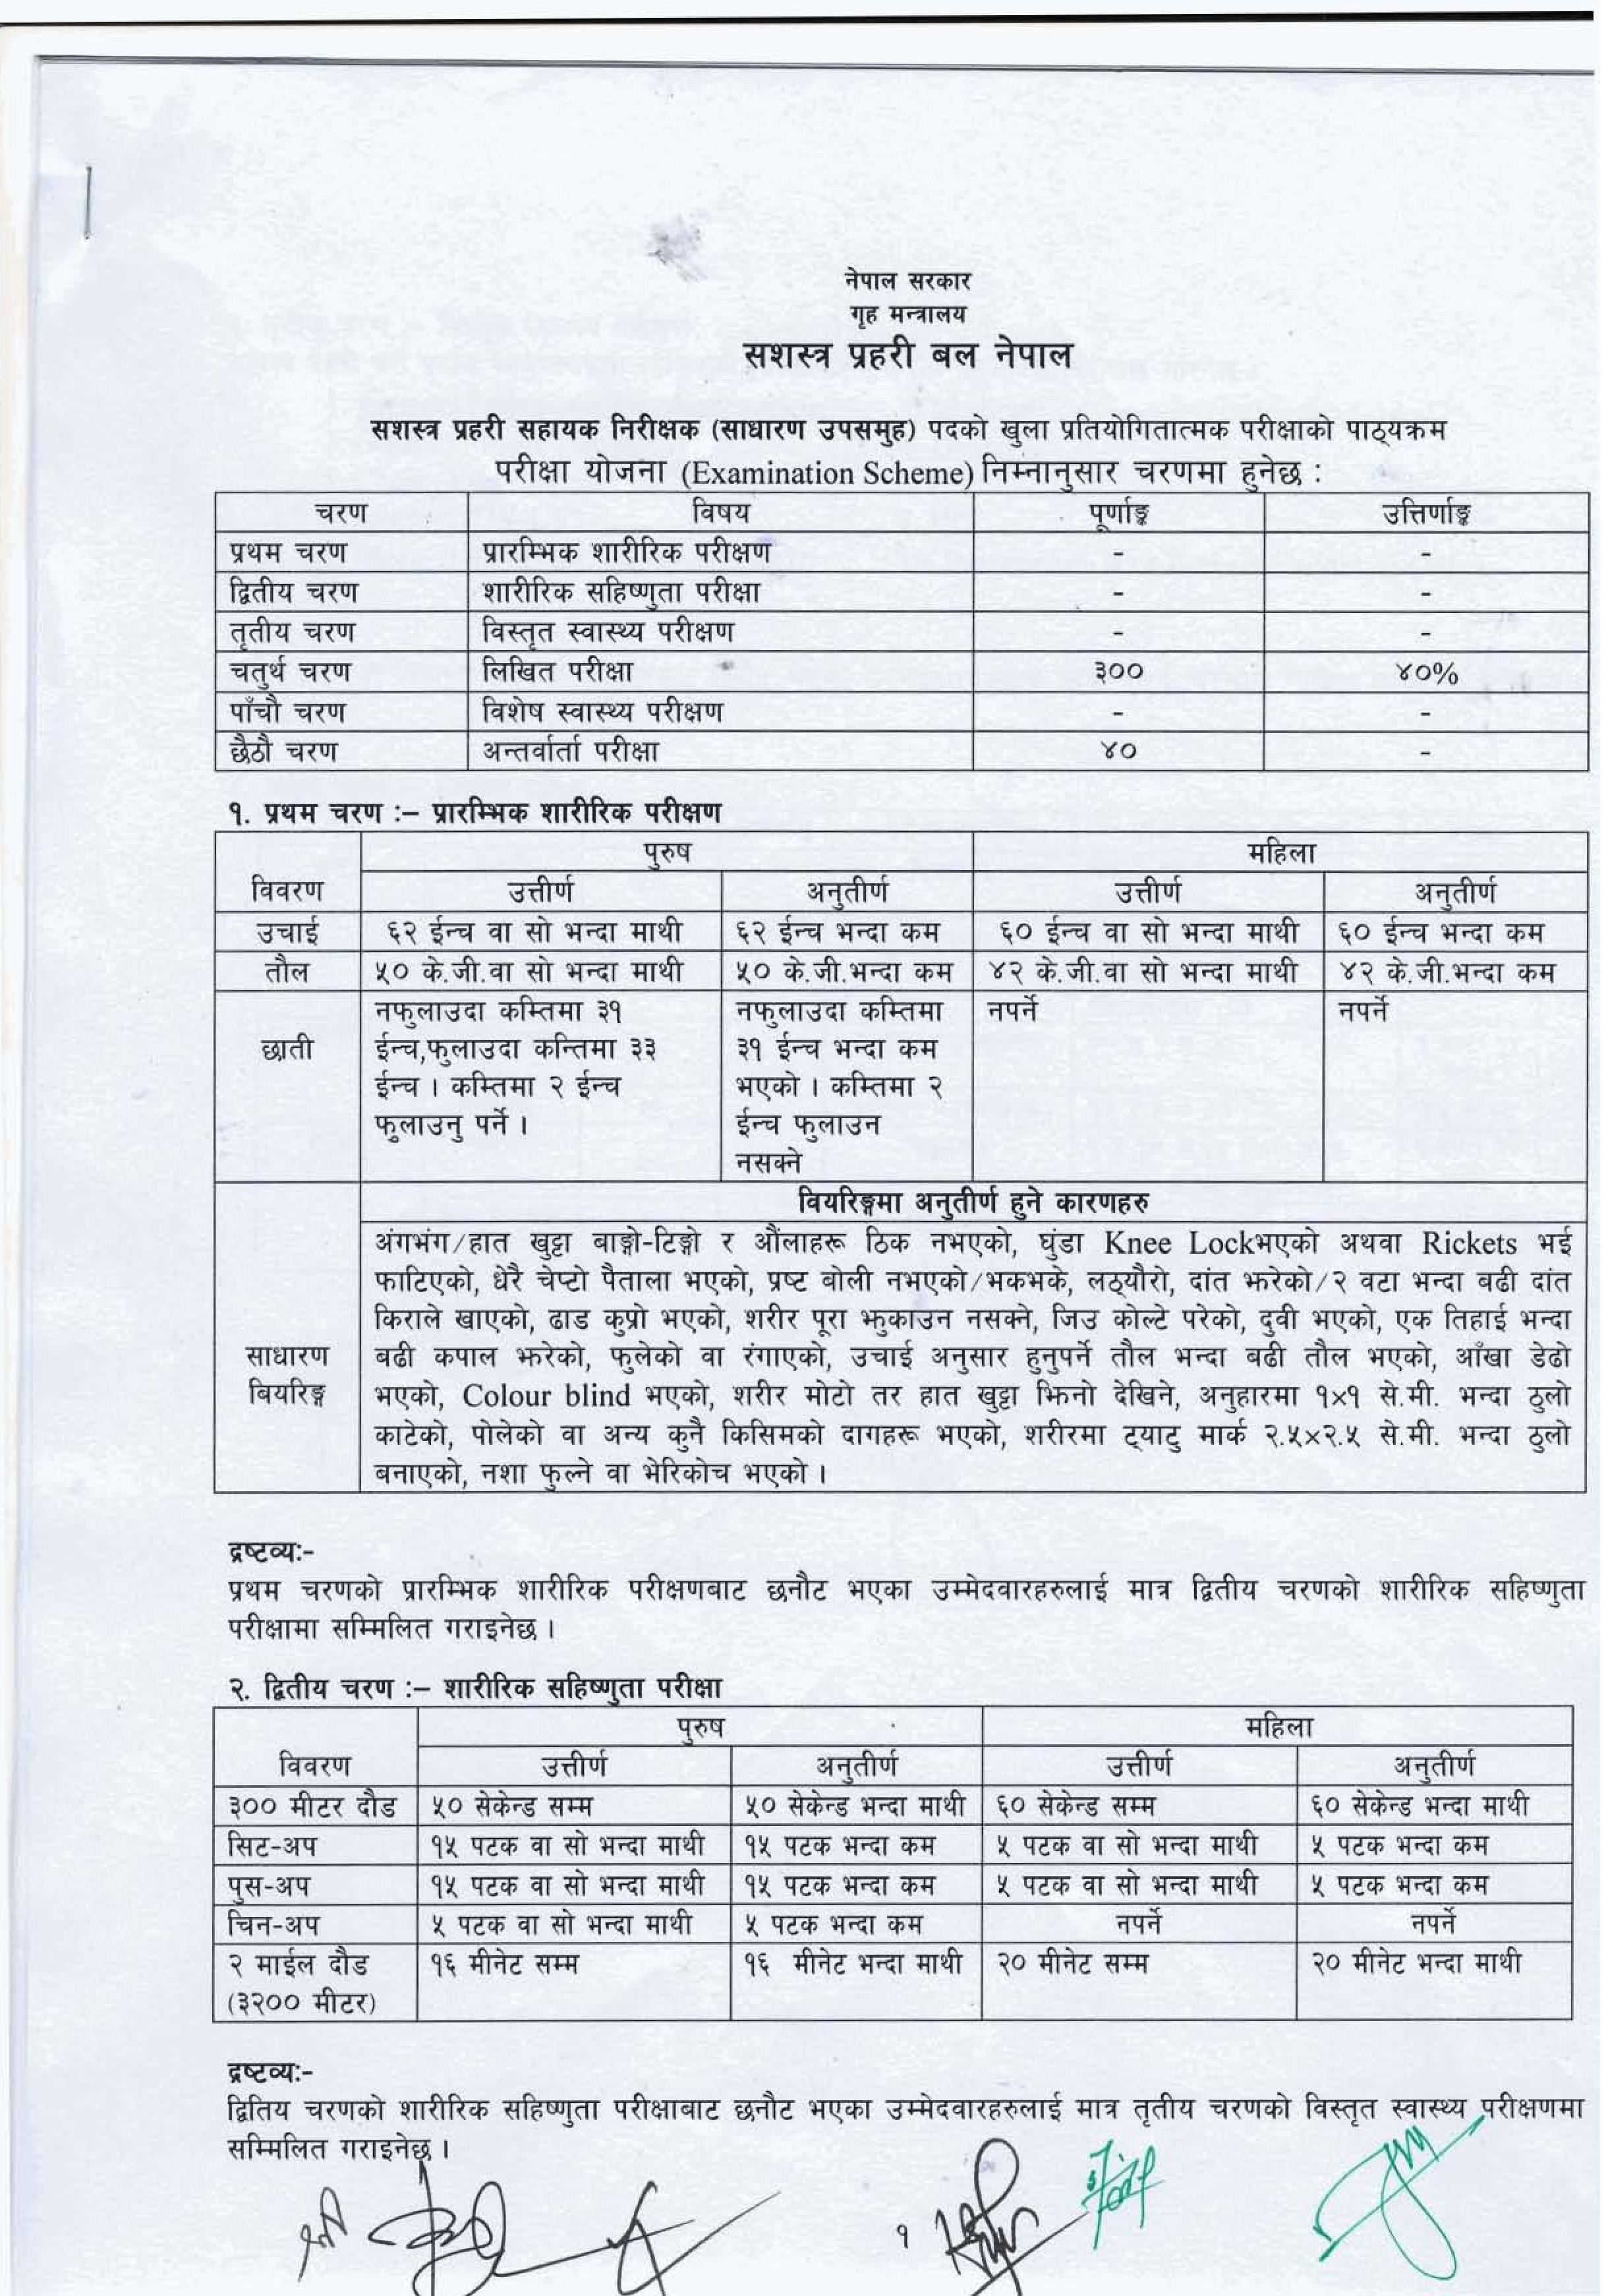 नेपाल सरकार
गृह मन्त्रालय
सशस्त्र प्रहरी बल नेपाल
सशस्त्र प्रहरी सहायक निरीक्षक (साधारण उपसमुह) पदको खुला प्रतियोगितात्मक परीक्षाको पाठ्यक्रम
परीक्षा योजना (Examination Scheme) निम्नानुसार चरणमा हुनेछ :
चरण विषय पूर्णाङ्क उत्तिर्णाङ्क
प्रथम चरण प्रारम्भिक शारीरिक परीक्षण - -
द्वितीय चरण शारीरिक सहिष्णुता परीक्षा - -
तृतीय चरण विस्तृत स्वास्थ्य परीक्षण - -
चतुर्थ चरण लिखित परीक्षा ३०० ४०%
पाँचौ चरण विशेष स्वास्थ्य परीक्षण - -
छैठौ चरण अन्तर्वार्ता परीक्षा ४० -
१. प्रथम चरण :– प्रारम्भिक शारीरिक परीक्षण
पुरुष महिला
विवरण उत्तीर्ण अनुतीर्ण उत्तीर्ण अनुतीर्ण
उचाई ६२ ईन्च वा सो भन्दा माथी ६२ ईन्च भन्दा कम ६० ईन्च वा सो भन्दा माथी ६० ईन्च भन्दा कम
तौल ५० के.जी.वा सो भन्दा माथी ५० के.जी.भन्दा कम ४२ के.जी.वा सो भन्दा माथी ४२ के.जी.भन्दा कम
नफुलाउदा कम्तिमा ३१ नफुलाउदा कम्तिमा नपर्ने नपर्ने
छाती ईन्च,फुलाउदा कन्तिमा ३३ ३१ ईन्च भन्दा कम
ईन्च । कम्तिमा २ ईन्च भएको । कम्तिमा २
फुलाउनु पर्ने । ईन्च फुलाउन
नसक्ने
वियरिङ्गमा अनुतीर्ण हुने कारणहरु
अंगभंग/हात खुट्टा बाङ्गो-टिङ्गो र औंलाहरू ठिक नभएको, घुंडा Knee Lockभएको अथवा Rickets भई
फाटिएको, धेरै चेप्टो पैताला भएको, प्रष्ट बोली नभएको/भकभके, लठ्यौरो, दांत झरेको/२ वटा भन्दा बढी दांत
किराले खाएको, ढाड कुप्रो भएको, शरीर पूरा झुकाउन नसक्ने, जिउ कोल्टे परेको, दुवी भएको, एक तिहाई भन्दा
साधारण बढी कपाल झरेको, फुलेको वा रंगाएको, उचाई अनुसार हुनुपर्ने तौल भन्दा बढी तौल भएको, आँखा डेढो
बियरिङ्ग भएको, Colour blind भएको, शरीर मोटो तर हात खुट्टा झिनो देखिने, अनुहारमा १×१ से.मी. भन्दा ठुलो
काटेको, पोलेको वा अन्य कुनै किसिमको दागहरू भएको, शरीरमा ट्याटु मार्क २.५×२.५ से.मी. भन्दा ठुलो
बनाएको, नशा फुल्ने वा भेरिकोच भएको ।
द्रष्टव्य:-
प्रथम चरणको प्रारम्भिक शारीरिक परीक्षणबाट छनौट भएका उम्मेदवारहरुलाई मात्र द्वितीय चरणको शारीरिक सहिष्णुता
परीक्षामा सम्मिलित गराइनेछ ।
२. द्वितीय चरण :– शारीरिक सहिष्णुता परीक्षा
पुरुष महिला
विवरण उत्तीर्ण अनुतीर्ण उत्तीर्ण अनुतीर्ण
३०० मीटर दौड ५० सेकेन्ड सम्म ५० सेकेन्ड भन्दा माथी ६० सेकेन्ड सम्म ६० सेकेन्ड भन्दा माथी
सिट-अप १५ पटक वा सो भन्दा माथी १५ पटक भन्दा कम ५ पटक वा सो भन्दा माथी ५ पटक भन्दा कम
पुस-अप १५ पटक वा सो भन्दा माथी १५ पटक भन्दा कम ५ पटक वा सो भन्दा माथी ५ पटक भन्दा कम
चिन-अप ५ पटक वा सो भन्दा माथी ५ पटक भन्दा कम नपर्ने नपर्ने
२ माईल दौड १६ मीनेट सम्म १६ मीनेट भन्दा माथी २० मीनेट सम्म २० मीनेट भन्दा माथी
(३२०० मीटर)
द्रष्टव्य:-
द्वितिय चरणको शारीरिक सहिष्णुता परीक्षाबाट छनौट भएका उम्मेदवारहरुलाई मात्र तृतीय चरणको विस्तृत स्वास्थ्य परीक्षणमा
सम्मिलित गराइनेछ ।
१